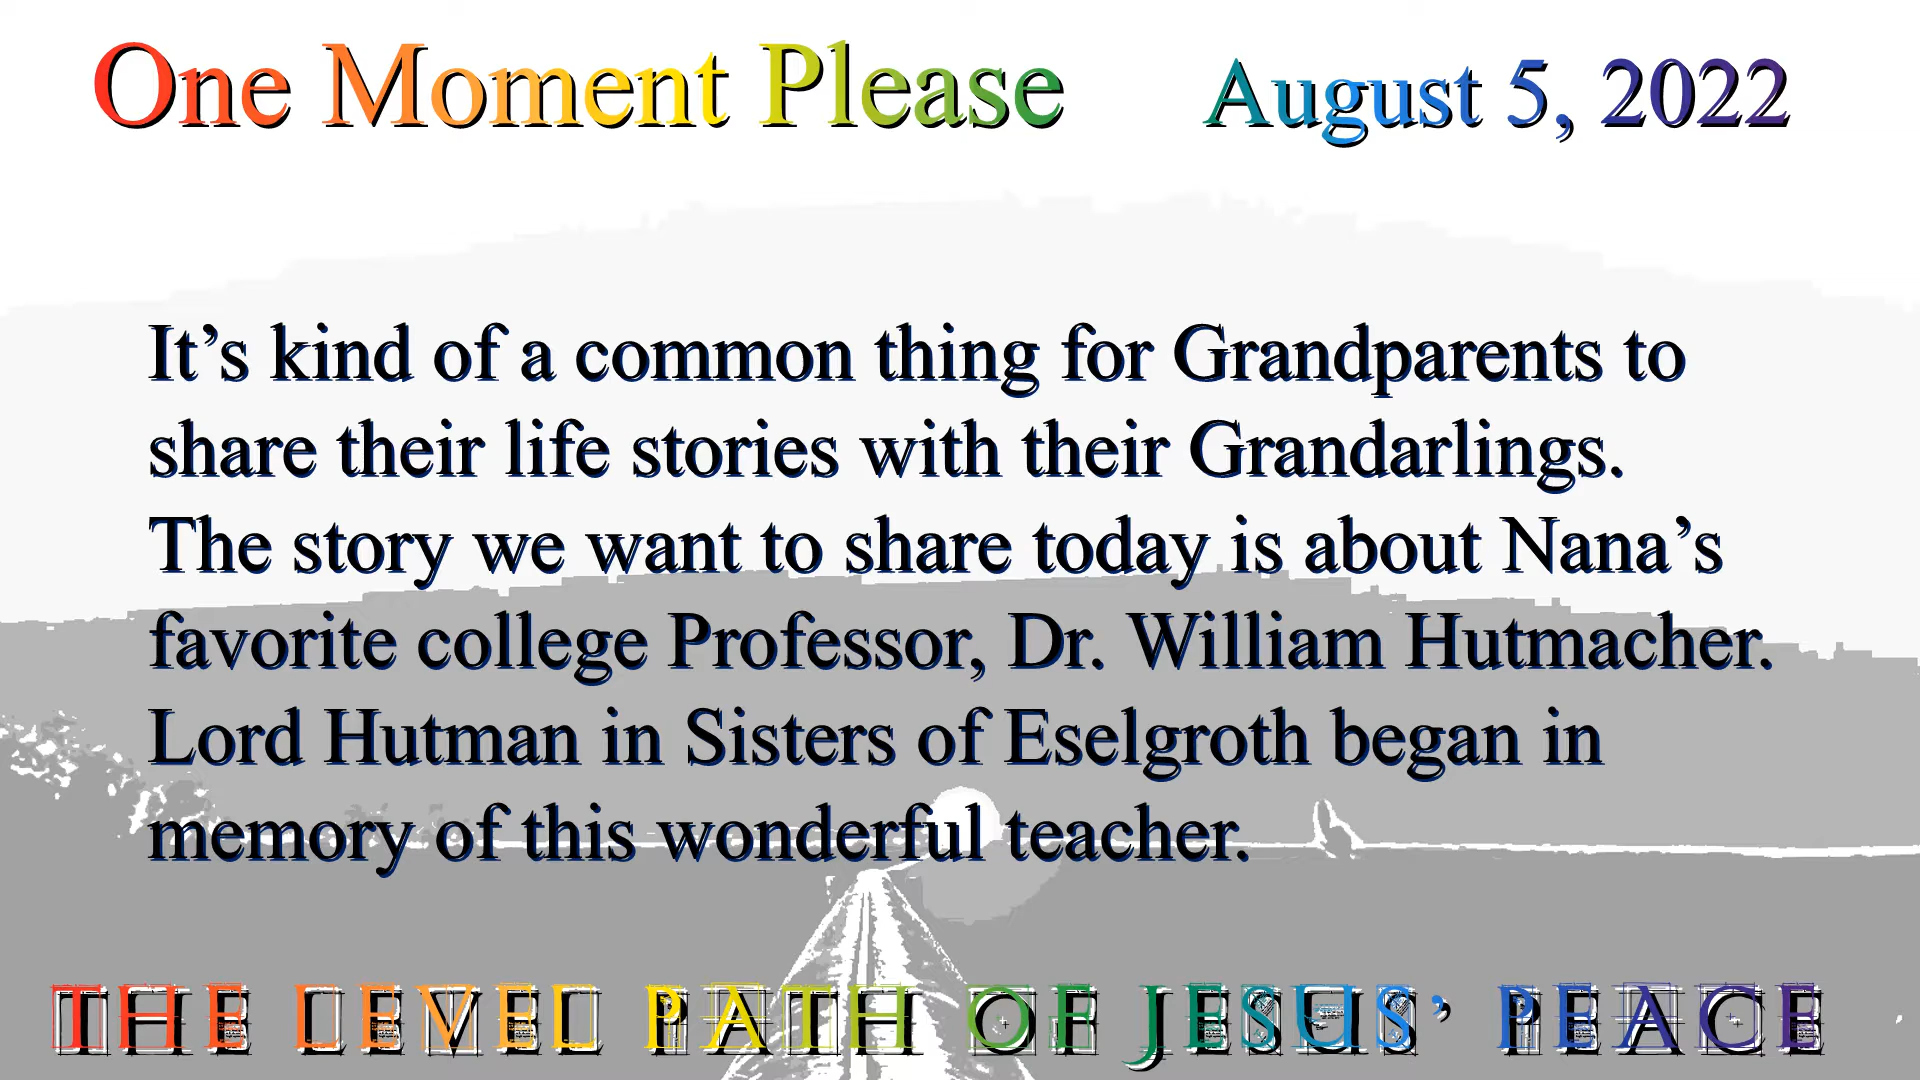 One Moment Please August 5, 2022
It’s kind of a common thing for Grandparents to
share their life stories with their Grandarlings.
The story we want to share today is about Nana’s
favorite college Professor, Dr. William Hutmacher.
Lord Hutman in Sisters of Eselgroth began in
memory of this wonderful teacher.
THE LEVEL PATH OF JESUS’ PEACE